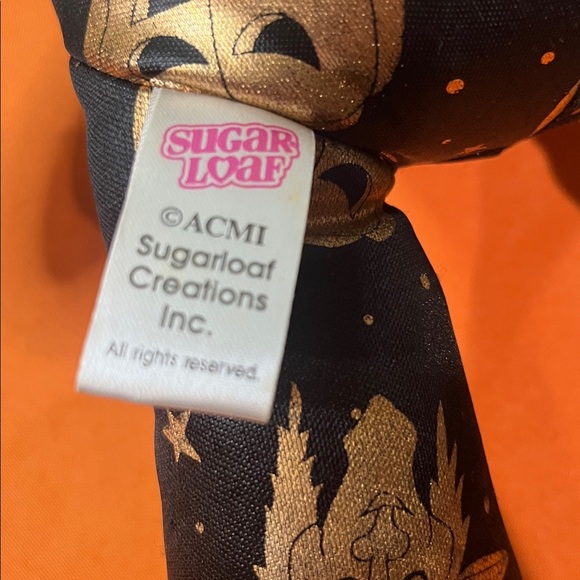 SUGAR
LOAF
©ACMI
Sugarloaf
Creations
Inc.
All rights reserved.